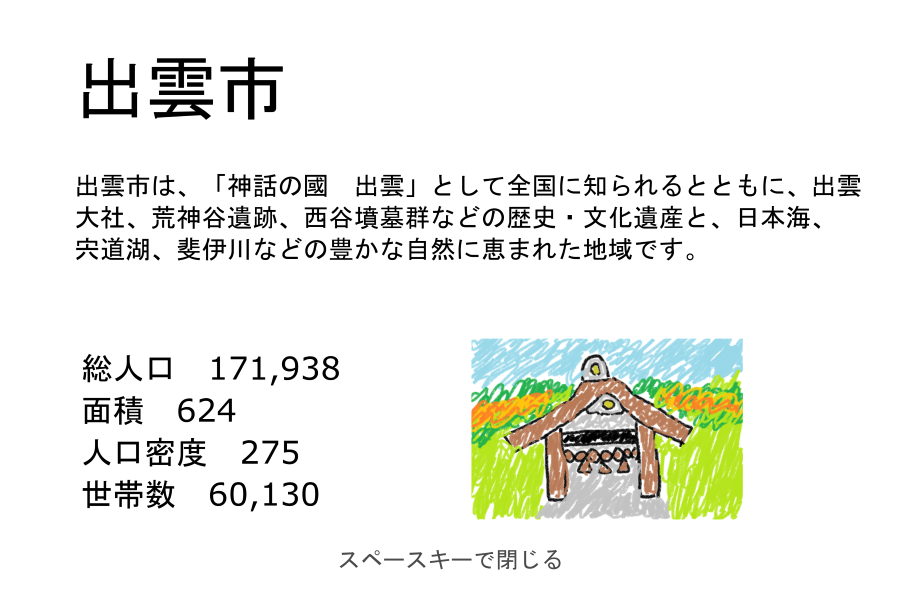 出雲市
出雲市は、「神話の國　出雲」として全国に知られるとともに、出雲
大社、荒神谷遺跡、西谷墳墓群などの歴史・文化遺産と、日本海、
宍道湖、斐伊川などの豊かな自然に恵まれた地域です。
総人口　171,938
面積　624
人口密度　275
世帯数　60,130
スペースキーで閉じる